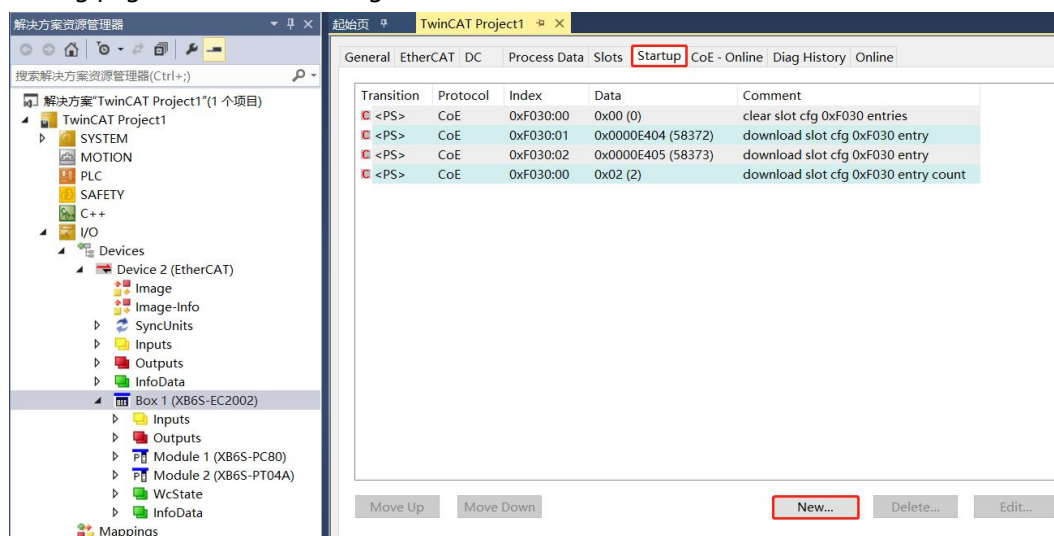 解决方案资源管理器
搜索解决方案资源管理器(Ctrl+;)
解决方案"TwinCAT Project1"(1 个项目)
TwinCAT Project1
SYSTEM
MOTION
PLC
SAFETY
C++
I/O
Devices
Device 2 (EtherCAT)
Image
Image-Info
SyncUnits
Inputs
Outputs
InfoData
Box 1 (XB6S-EC2002)
Inputs
Outputs
Module 1 (XB6S-PC80)
Module 2 (XB6S-PT04A)
WcState
InfoData
Mappings
起始页 TwinCAT Project1
General EtherCAT DC Process Data Slots Startup CoE - Online Diag History Online
Transition Protocol Index Data Comment
C <PS> CoE 0xF030:00 0x00 (0) clear slot cfg 0xF030 entries
C <PS> CoE 0xF030:01 0x0000E404 (58372) download slot cfg 0xF030 entry
C <PS> CoE 0xF030:02 0x0000E405 (58373) download slot cfg 0xF030 entry
C <PS> CoE 0xF030:00 0x02 (2) download slot cfg 0xF030 entry count
Move Up Move Down New... Delete... Edit...